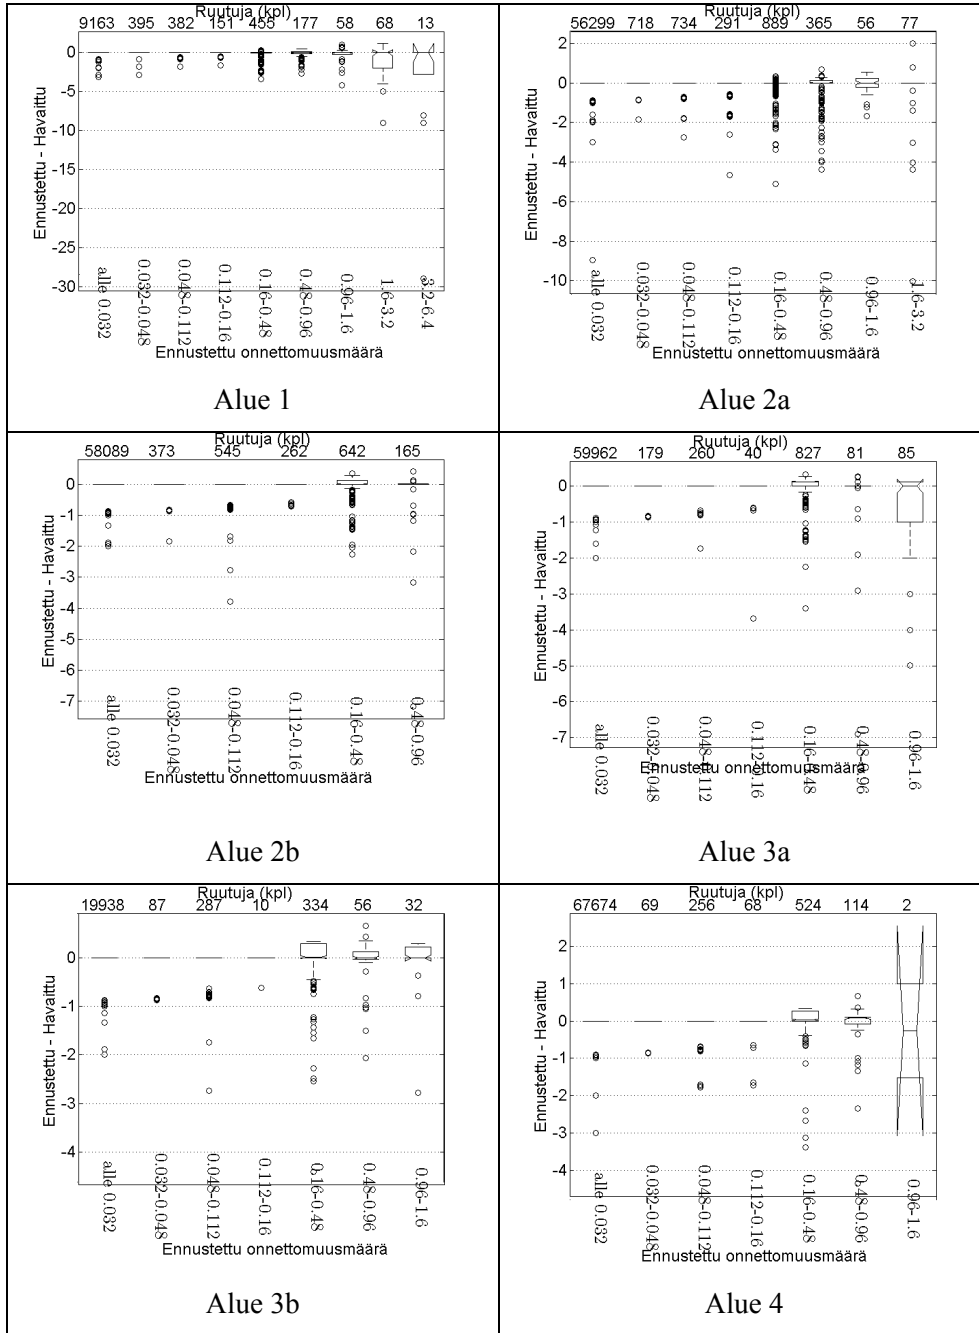 Ruutuja (kpl)
9163 395 382 151 455 177 58 68 13
0
-5
-10
-15
-20
-25
-30
Ennustettu - Havaittu
alle 0.032
0.032-0.048
0.048-0.112
0.112-0.16
0.16-0.48
0.48-0.96
0.96-1.6
1.6-3.2
3.2-6.4
Ennustettu onnettomuusmäärä
Alue 1
Ruutuja (kpl)
56299 718 734 291 889 365 56 77
2
0
-2
-4
-6
-8
-10
Ennustettu - Havaittu
alle 0.032
0.032-0.048
0.048-0.112
0.112-0.16
0.16-0.48
0.48-0.96
0.96-1.6
1.6-3.2
Ennustettu onnettomuusmäärä
Alue 2a
Ruutuja (kpl)
58089 373 545 262 642 165
0
-1
-2
-3
-4
-5
-6
-7
Ennustettu - Havaittu
alle 0.032
0.032-0.048
0.048-0.112
0.112-0.16
0.16-0.48
0.48-0.96
Ennustettu onnettomuusmäärä
Alue 2b
Ruutuja (kpl)
59962 179 260 40 827 81 85
0
-1
-2
-3
-4
-5
-6
-7
Ennustettu - Havaittu
alle 0.032
0.032-0.048
0.048-0.112
0.112-0.16
0.16-0.48
0.48-0.96
0.96-1.6
Ennustettu onnettomuusmäärä
Alue 3a
Ruutuja (kpl)
19938 87 287 10 334 56 32
0
-1
-2
-3
-4
Ennustettu - Havaittu
alle 0.032
0.032-0.048
0.048-0.112
0.112-0.16
0.16-0.48
0.48-0.96
0.96-1.6
Ennustettu onnettomuusmäärä
Alue 3b
Ruutuja (kpl)
67674 69 256 68 524 114 2
2
1
0
-1
-2
-3
-4
Ennustettu - Havaittu
alle 0.032
0.032-0.048
0.048-0.112
0.112-0.16
0.16-0.48
0.48-0.96
0.96-1.6
Ennustettu onnettomuusmäärä
Alue 4